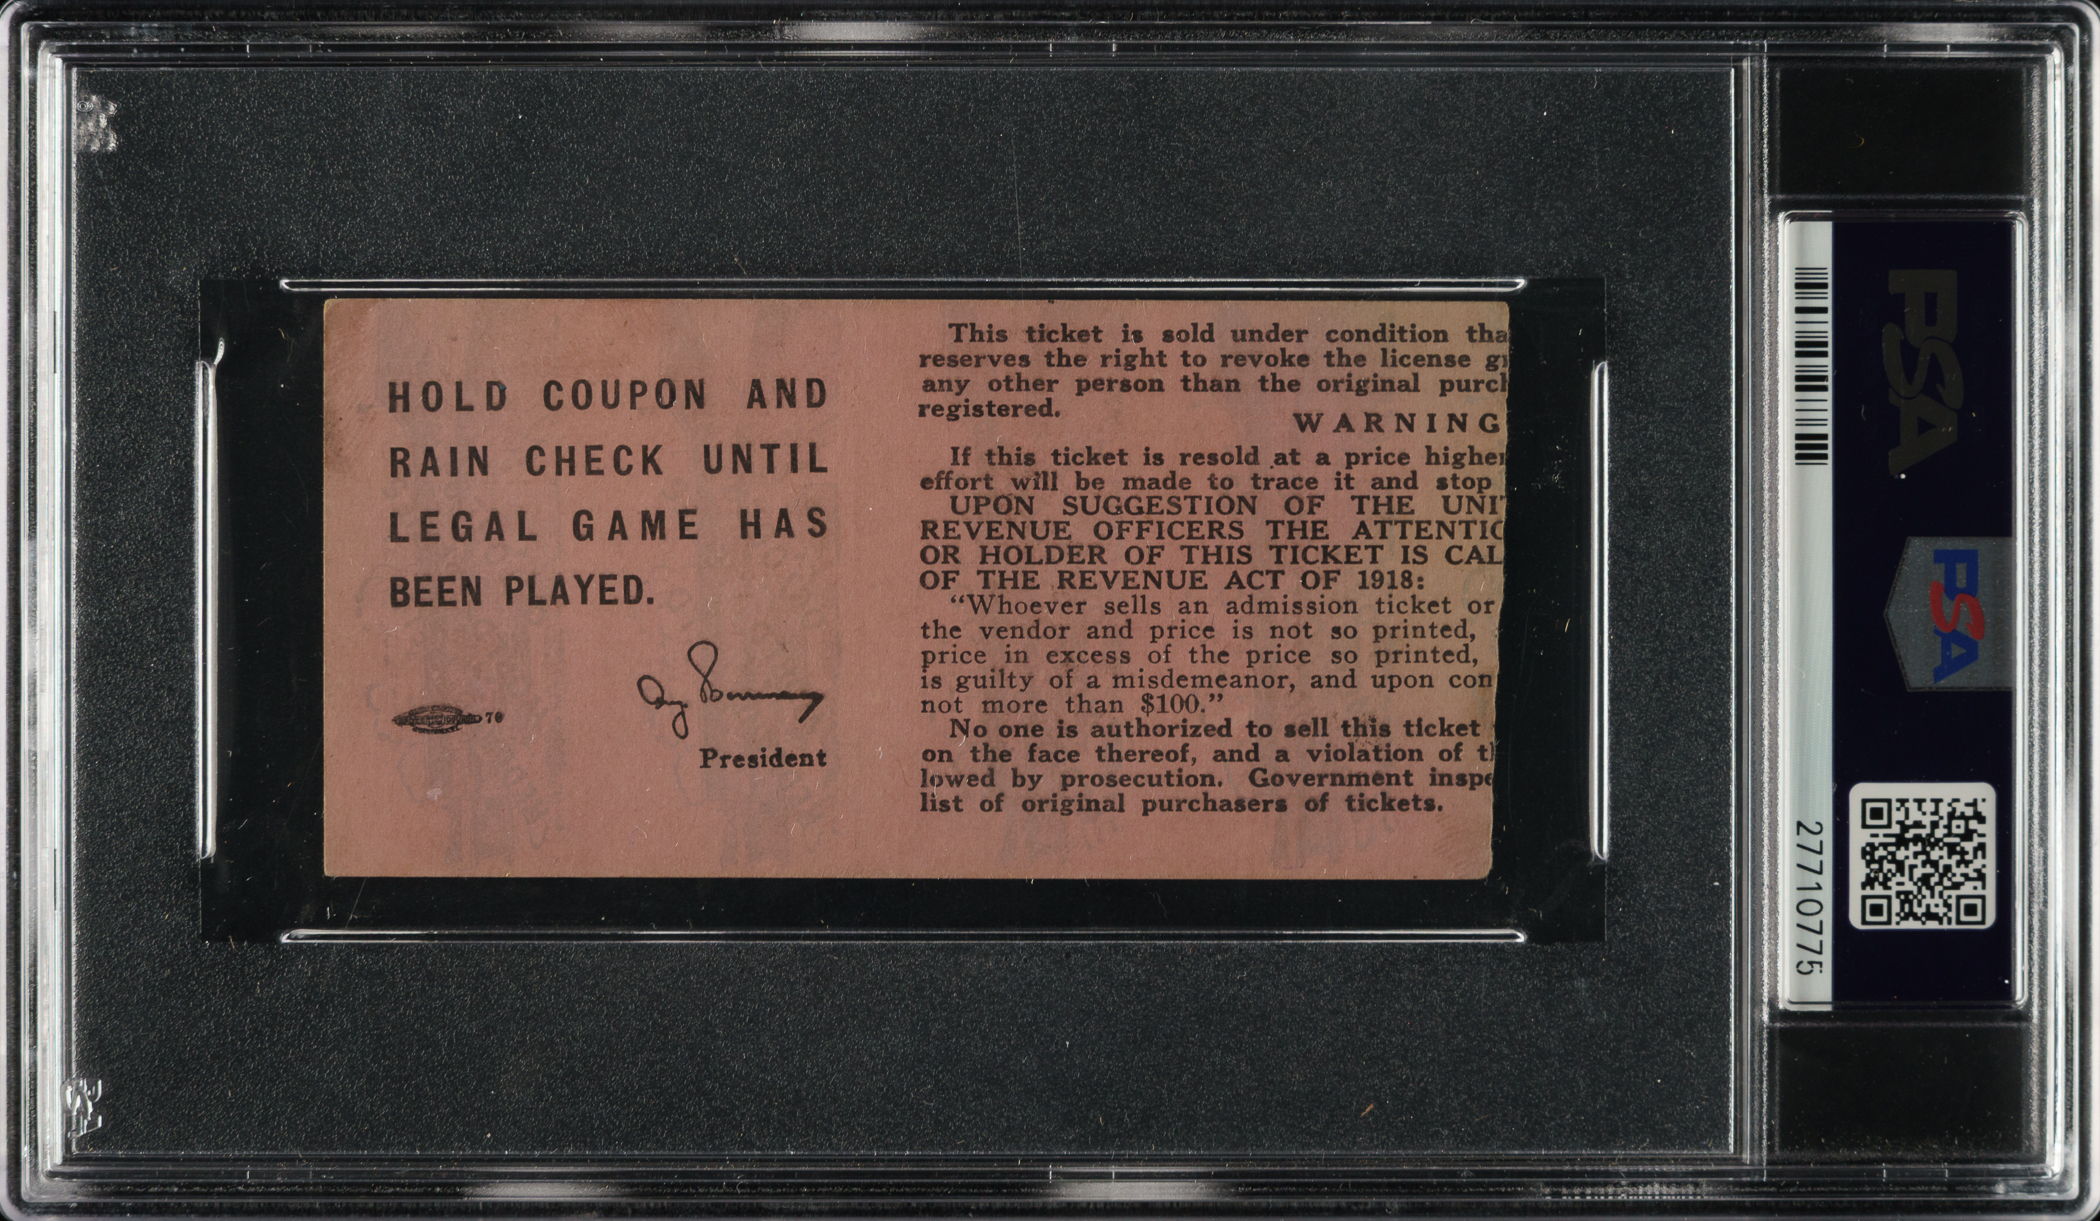 HOLD COUPON AND
RAIN CHECK UNTIL
LEGAL GAME HAS
BEEN PLAYED.
President
70
This ticket is sold under condition tha
reserves the right to revoke the license g
any other person than the original purc
registered.
WARNING
If this ticket is resold at a price higher
effort will be made to trace it and stop
UPON SUGGESTION OF THE UNI
REVENUE OFFICERS THE ATTENTIO
OR HOLDER OF THIS TICKET IS CAL
OF THE REVENUE ACT OF 1918:
“Whoever sells an admission ticket or
the vendor and price is not so printed,
price in excess of the price so printed,
is guilty of a misdemeanor, and upon con
not more than $100.”
No one is authorized to sell this ticket
on the face thereof, and a violation of t
lowed by prosecution. Government inspe
list of original purchasers of tickets.
PSA
PSA
27710775